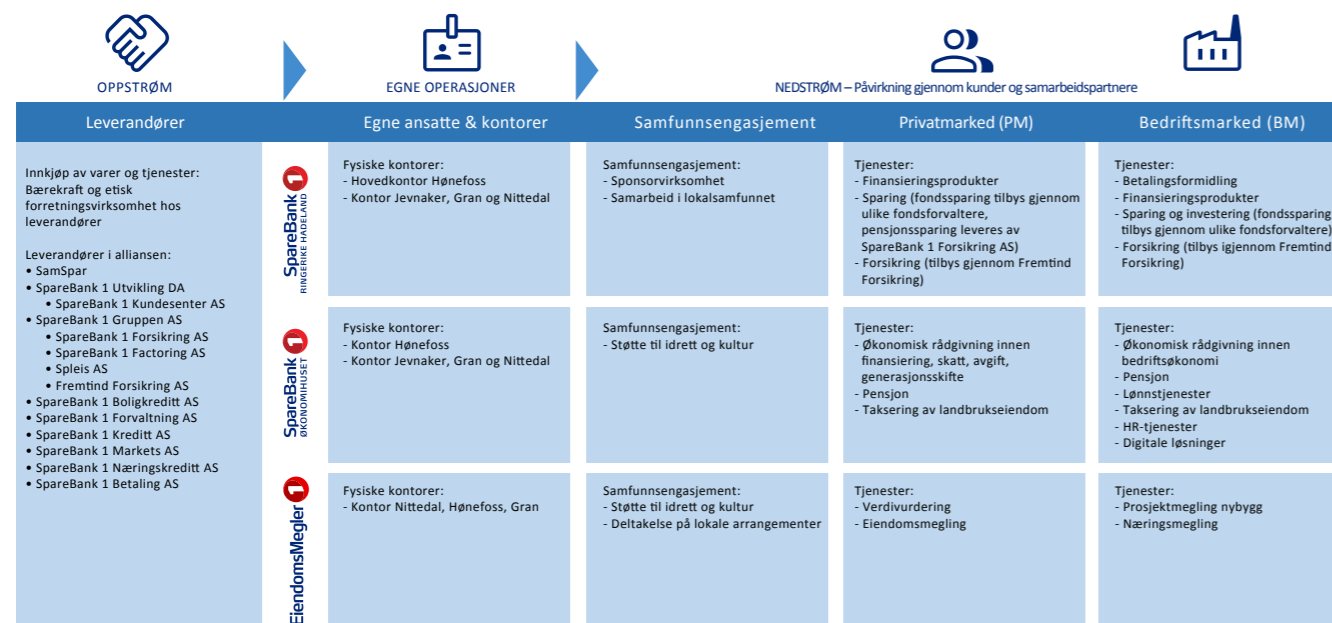 OPPSTRØM
EGNE OPERASJONER
NEDSTRØM – Påvirkning gjennom kunder og samarbeidspartnere
Leverandører
Egne ansatte & kontorer
Samfunnsengasjement
Privatmarked (PM)
Bedriftsmarked (BM)
Innkjøp av varer og tjenester:
Bærekraft og etisk
forretningsvirksomhet hos
leverandører
Leverandører i alliansen:
• SamSpar
• SpareBank 1 Utvikling DA
• SpareBank 1 Kundesenter AS
• SpareBank 1 Gruppen AS
• SpareBank 1 Forsikring AS
• SpareBank 1 Factoring AS
• Spleis AS
• Fremtind Forsikring AS
• SpareBank 1 Boligkreditt AS
• SpareBank 1 Forvaltning AS
• SpareBank 1 Kreditt AS
• SpareBank 1 Markets AS
• SpareBank 1 Næringskreditt AS
• SpareBank 1 Betaling AS
SpareBank 1
RINGERIKE HADELAND
Fysiske kontorer:
- Hovedkontor Hønefoss
- Kontor Jevnaker, Gran og Nittedal
Samfunnsengasjement:
- Sponsorvirksomhet
- Samarbeid i lokalsamfunnet
Tjenester:
- Finansieringsprodukter
- Sparing (fondssparing tilbys gjennom
ulike fondsforvaltere,
pensjonssparing leveres av
SpareBank 1 Forsikring AS)
- Forsikring (tilbys gjennom Fremtind
Forsikring)
Tjenester:
- Betalingsformidling
- Finansieringsprodukter
- Sparing og investering (fondssparing
tilbys gjennom ulike fondsforvaltere)
- Forsikring (tilbys igjennom Fremtind
Forsikring)
SpareBank 1
ØKONOMIHUSET
Fysiske kontorer:
- Kontor Hønefoss
- Kontor Jevnaker, Gran og Nittedal
Samfunnsengasjement:
- Støtte til idrett og kultur
Tjenester:
- Økonomisk rådgivning innen
finansiering, skatt, avgift,
generasjonsskifte
- Pensjon
- Taksering av landbrukseiendom
Tjenester:
- Økonomisk rådgivning innen
bedriftsøkonomi
- Pensjon
- Lønnstjenester
- Taksering av landbrukseiendom
- HR-tjenester
- Digitale løsninger
EiendomsMegler 1
Fysiske kontorer:
- Kontor Nittedal, Hønefoss, Gran
Samfunnsengasjement:
- Støtte til idrett og kultur
- Deltakelse på lokale arrangementer
Tjenester:
- Verdivurdering
- Eiendomsmegling
Tjenester:
- Prosjektmegling nybygg
- Næringsmegling